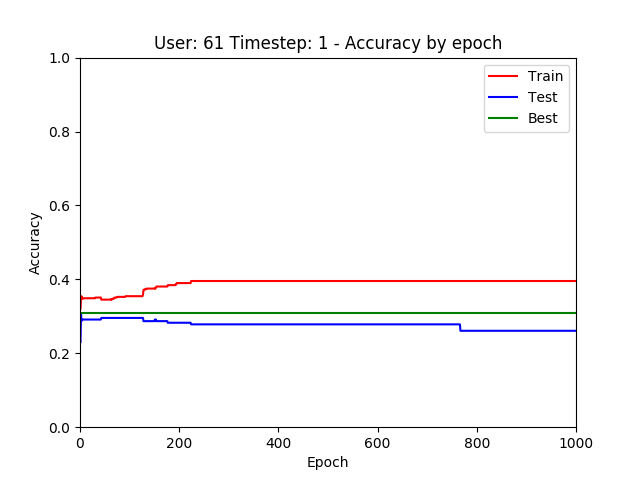 User: 61 Timestep: 1 - Accuracy by epoch
1.0
0.8
0.6
0.4
0.2
0.0
Accuracy
Train
Test
Best
0 200 400 600 800 1000
Epoch